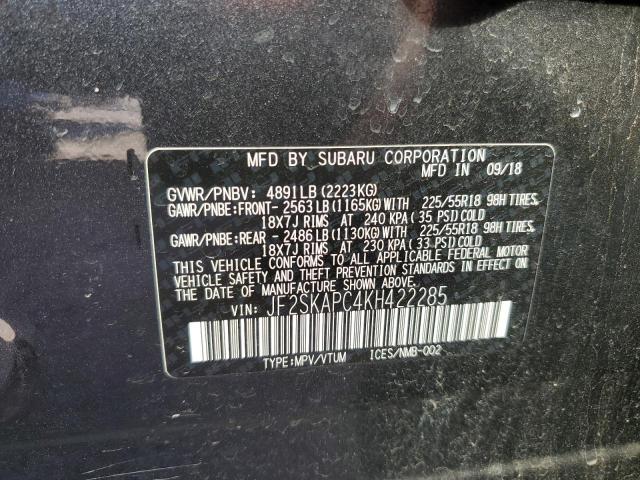 MFD BY SUBARU CORPORATION
MFD IN 09/18
GVWR/PNBV: 4891LB(2223KG)
GAWR/PNBE:FRONT-2563LB(1165KG)WITH 225/55R18 98H TIRES,
18X7J RIMS AT 240 KPA(35 PSI)COLD
GAWR/PNBE:REAR -2486LB(1130KG)WITH 225/55R18 98H TIRES,
18X7J RIMS AT 230 KPA(33 PSI)COLD
THIS VEHICLE CONFORMS TO ALL APPLICABLE FEDERAL MOTOR
VEHICLE SAFETY AND THEFT PREVENTION STANDARDS IN EFFECT ON
THE DATE OF MANUFACTURE SHOWN ABOVE.
VIN: JF2SKAPC4KH422285
TYPE:MPV/VTUM ICES/NMB-002